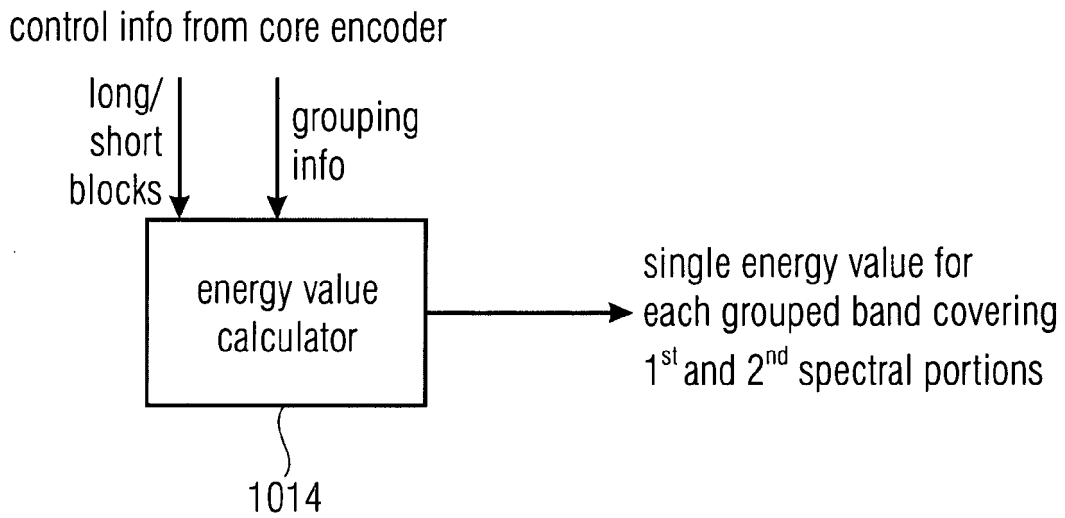 control info from core encoder
long/
short
blocks
grouping
info
energy value
calculator
single energy value for
each grouped band covering
1st and 2nd spectral portions
1014